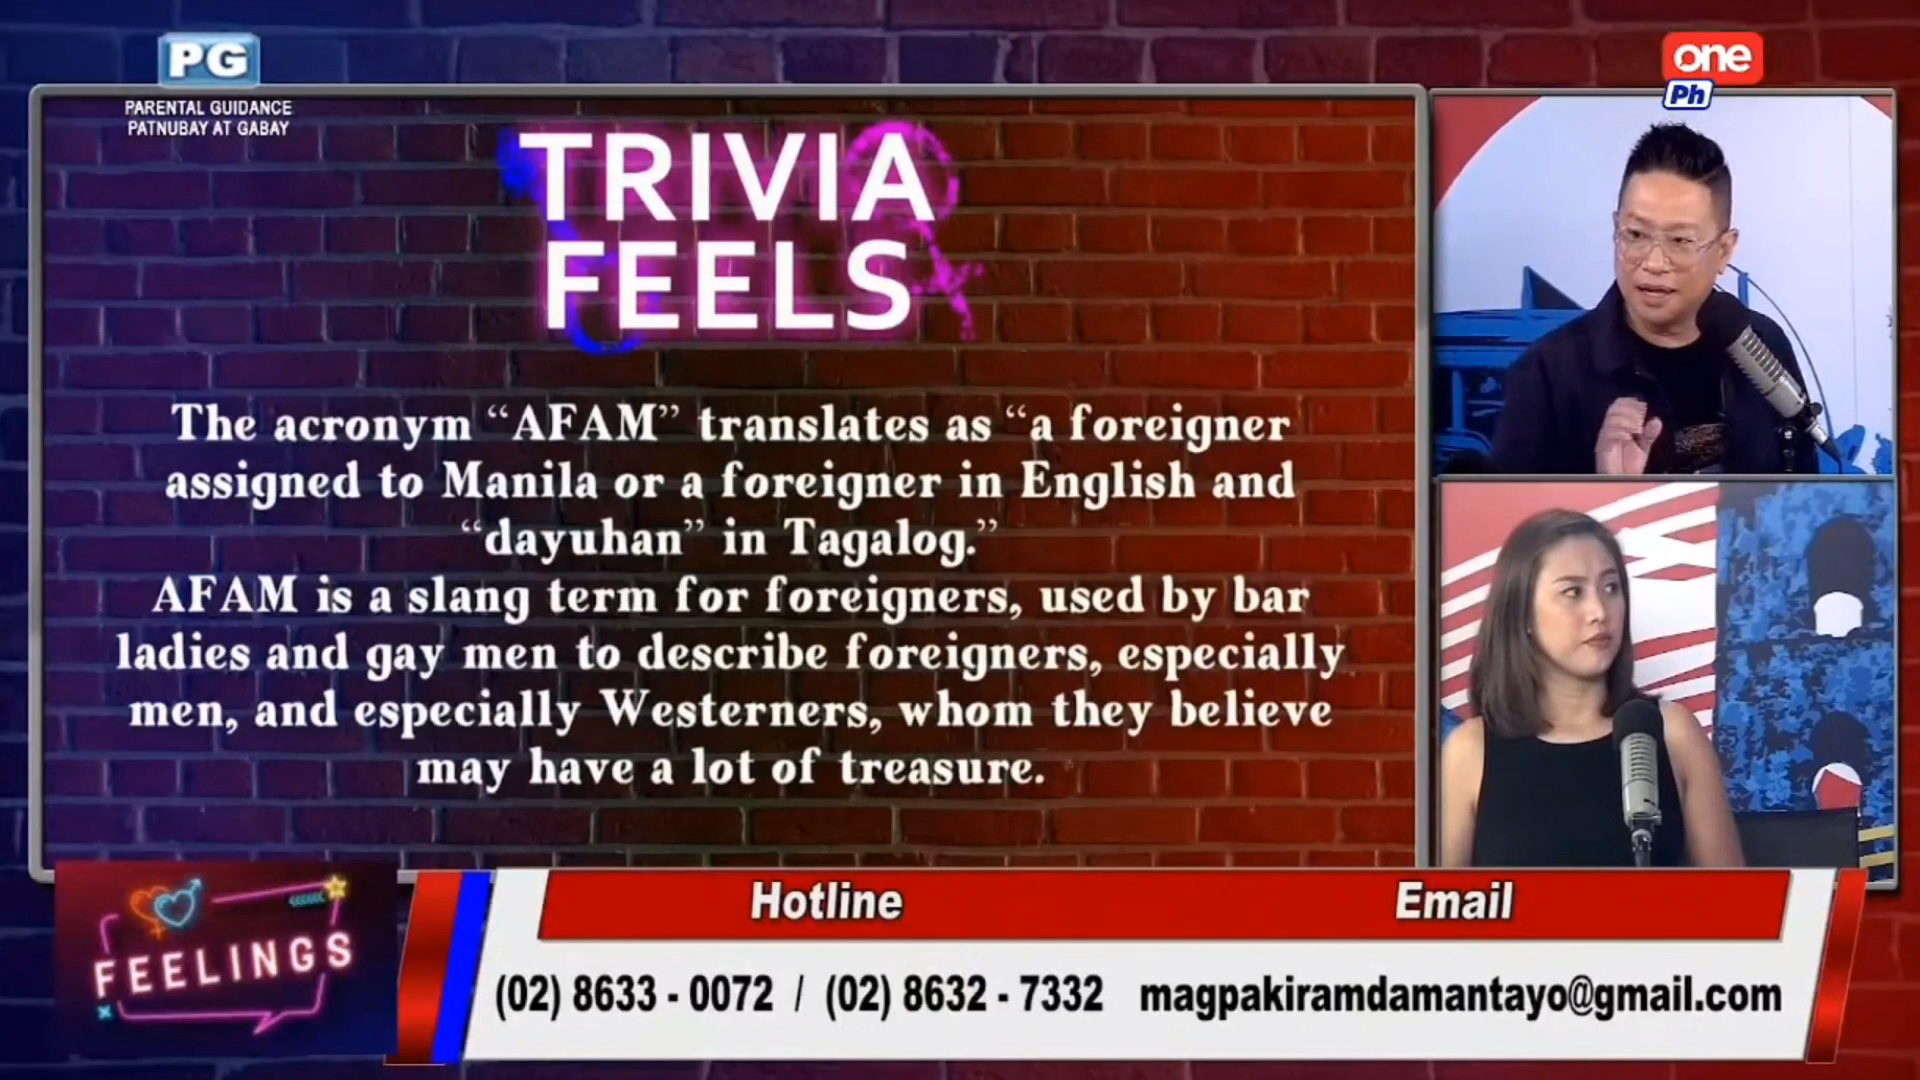 PG
PARENTAL GUIDANCE
PATNUBAY AT GABAY
one
Ph
TRIVIA
FEELS
The acronym “AFAM” translates as “a foreigner
assigned to Manila or a foreigner in English and
“dayuhan” in Tagalog.”
AFAM is a slang term for foreigners, used by bar
ladies and gay men to describe foreigners, especially
men, and especially Westerners, whom they believe
may have a lot of treasure.
FEELINGS
Hotline
Email
(02) 8633 - 0072 / (02) 8632 - 7332
magpakiramdamantayo@gmail.com